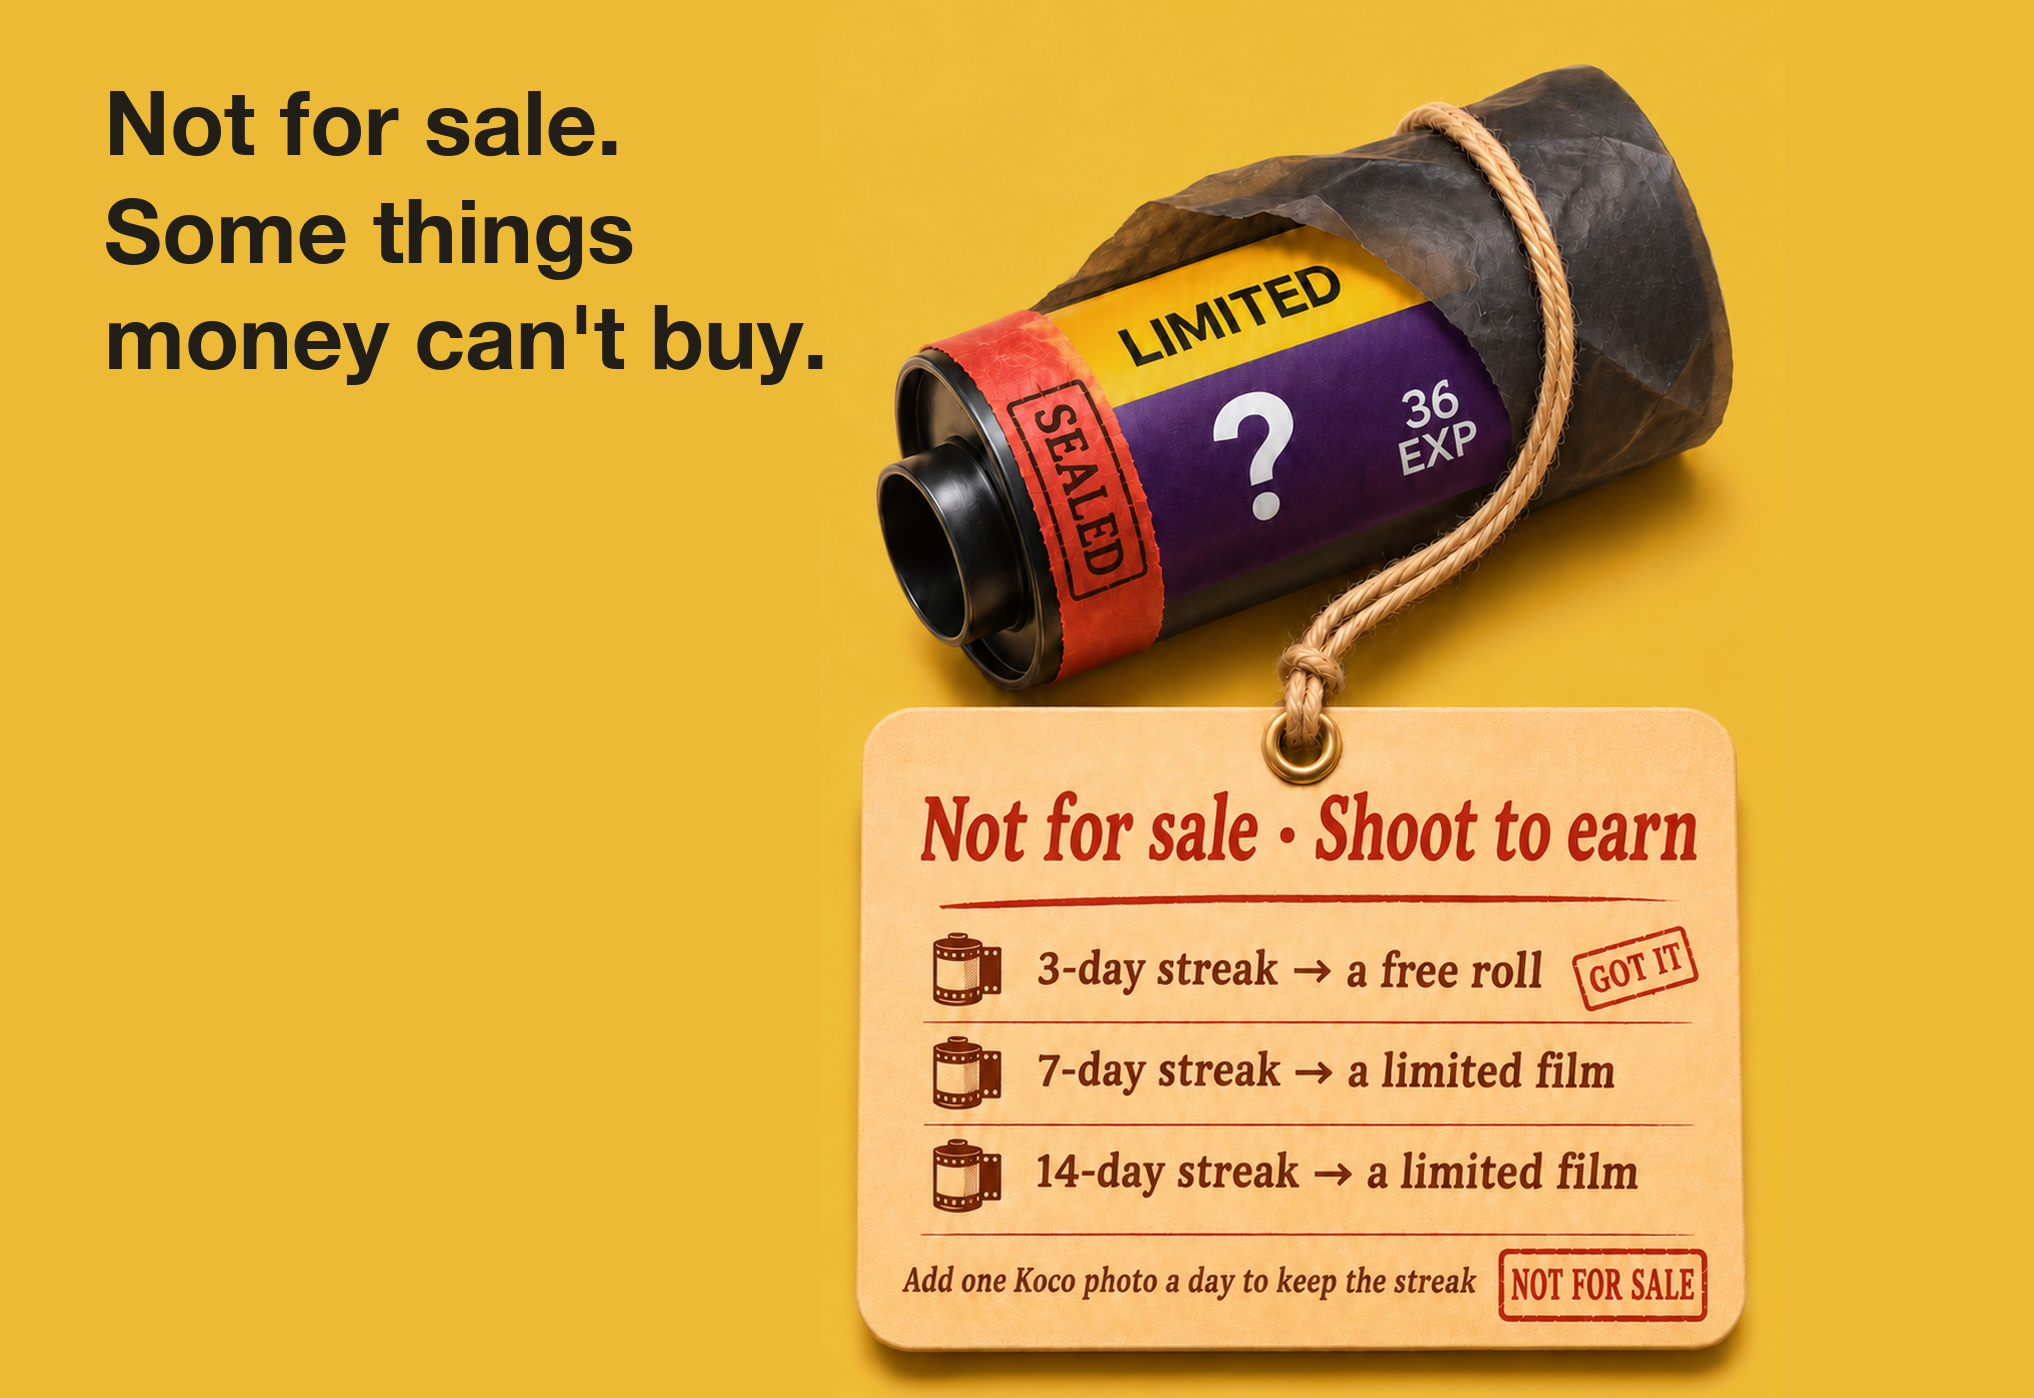 Not for sale.
Some things
money can't buy.
LIMITED
?
36
EXP
SEALED
Not for sale · Shoot to earn
3-day streak → a free roll
GOT IT
7-day streak → a limited film
14-day streak → a limited film
Add one Koco photo a day to keep the streak
NOT FOR SALE